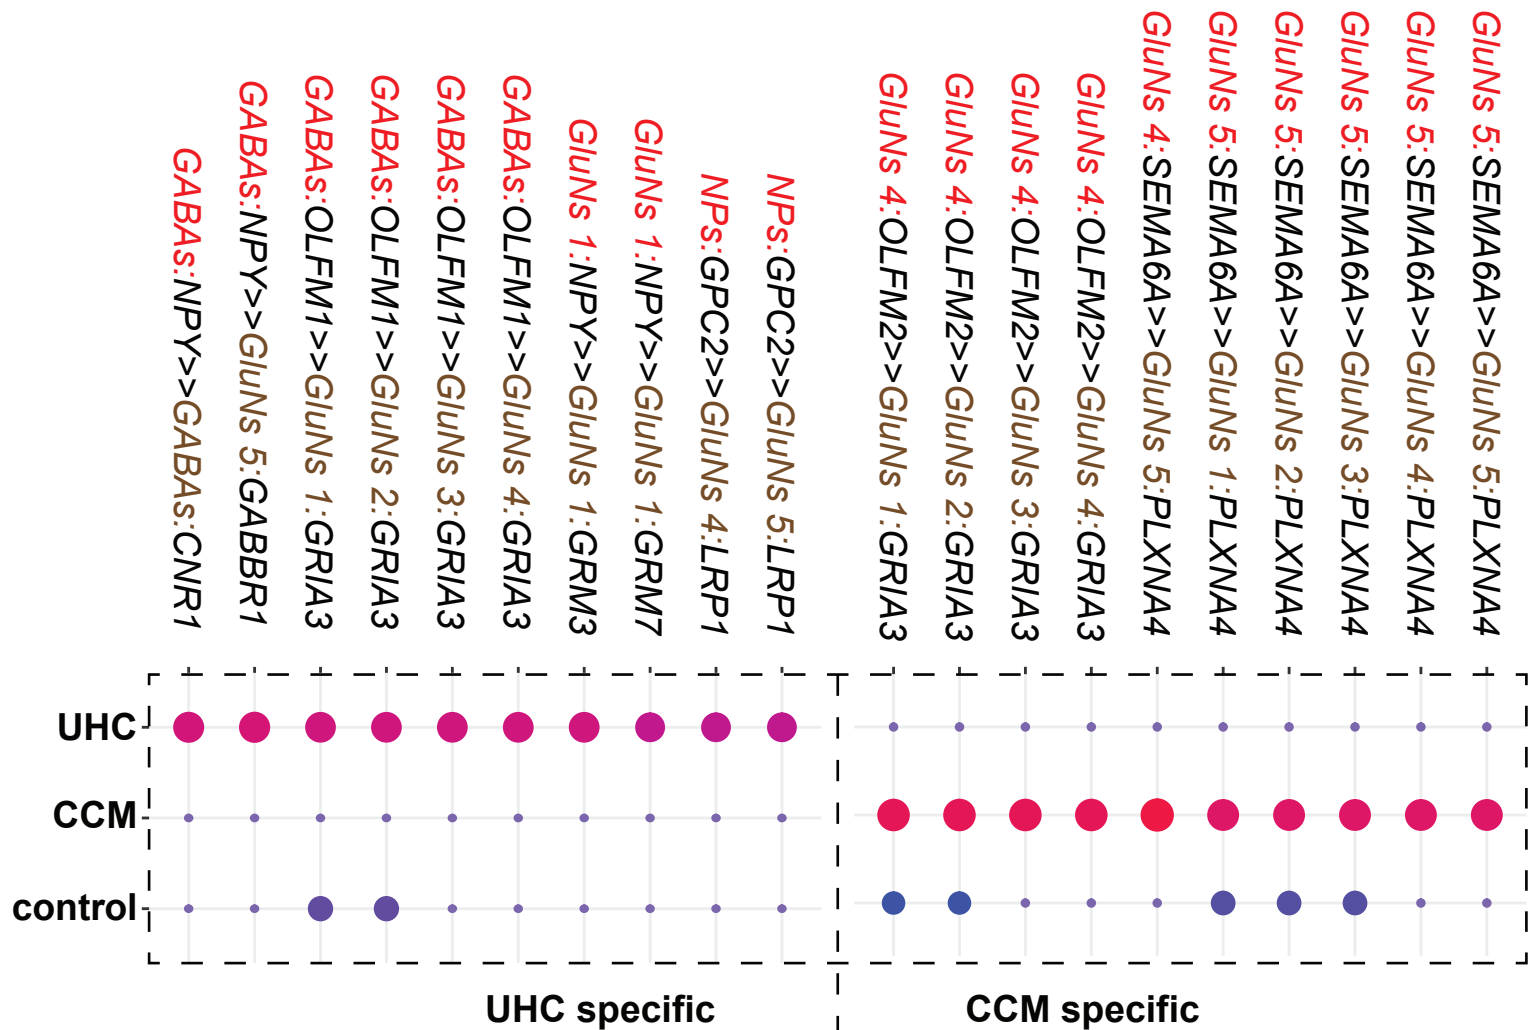 GABAs:NPY>>GABAs:CNR1
GABAs:NPY>>GluNs 5:GABBR1
GABAs:OLFM1>>GluNs 1:GRIA3
GABAs:OLFM1>>GluNs 2:GRIA3
GABAs:OLFM1>>GluNs 3:GRIA3
GABAs:OLFM1>>GluNs 4:GRIA3
GluNs 1:NPY>>GluNs 1:GRM3
GluNs 1:NPY>>GluNs 1:GRM7
NPs:GPC2>>GluNs 4:LRP1
NPs:GPC2>>GluNs 5:LRP1
GluNs 4:OLFM2>>GluNs 1:GRIA3
GluNs 4:OLFM2>>GluNs 2:GRIA3
GluNs 4:OLFM2>>GluNs 3:GRIA3
GluNs 4:OLFM2>>GluNs 4:GRIA3
GluNs 4:SEMA6A>>GluNs 5:PLXNA4
GluNs 5:SEMA6A>>GluNs 1:PLXNA4
GluNs 5:SEMA6A>>GluNs 2:PLXNA4
GluNs 5:SEMA6A>>GluNs 3:PLXNA4
GluNs 5:SEMA6A>>GluNs 4:PLXNA4
GluNs 5:SEMA6A>>GluNs 5:PLXNA4
UHC
CCM
control
UHC specific
CCM specific